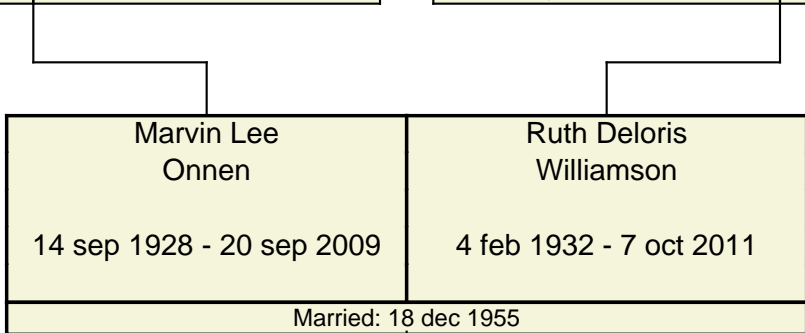 Marvin Lee
Onnen
14 sep 1928 - 20 sep 2009
Ruth Deloris
Williamson
4 feb 1932 - 7 oct 2011
Married: 18 dec 1955